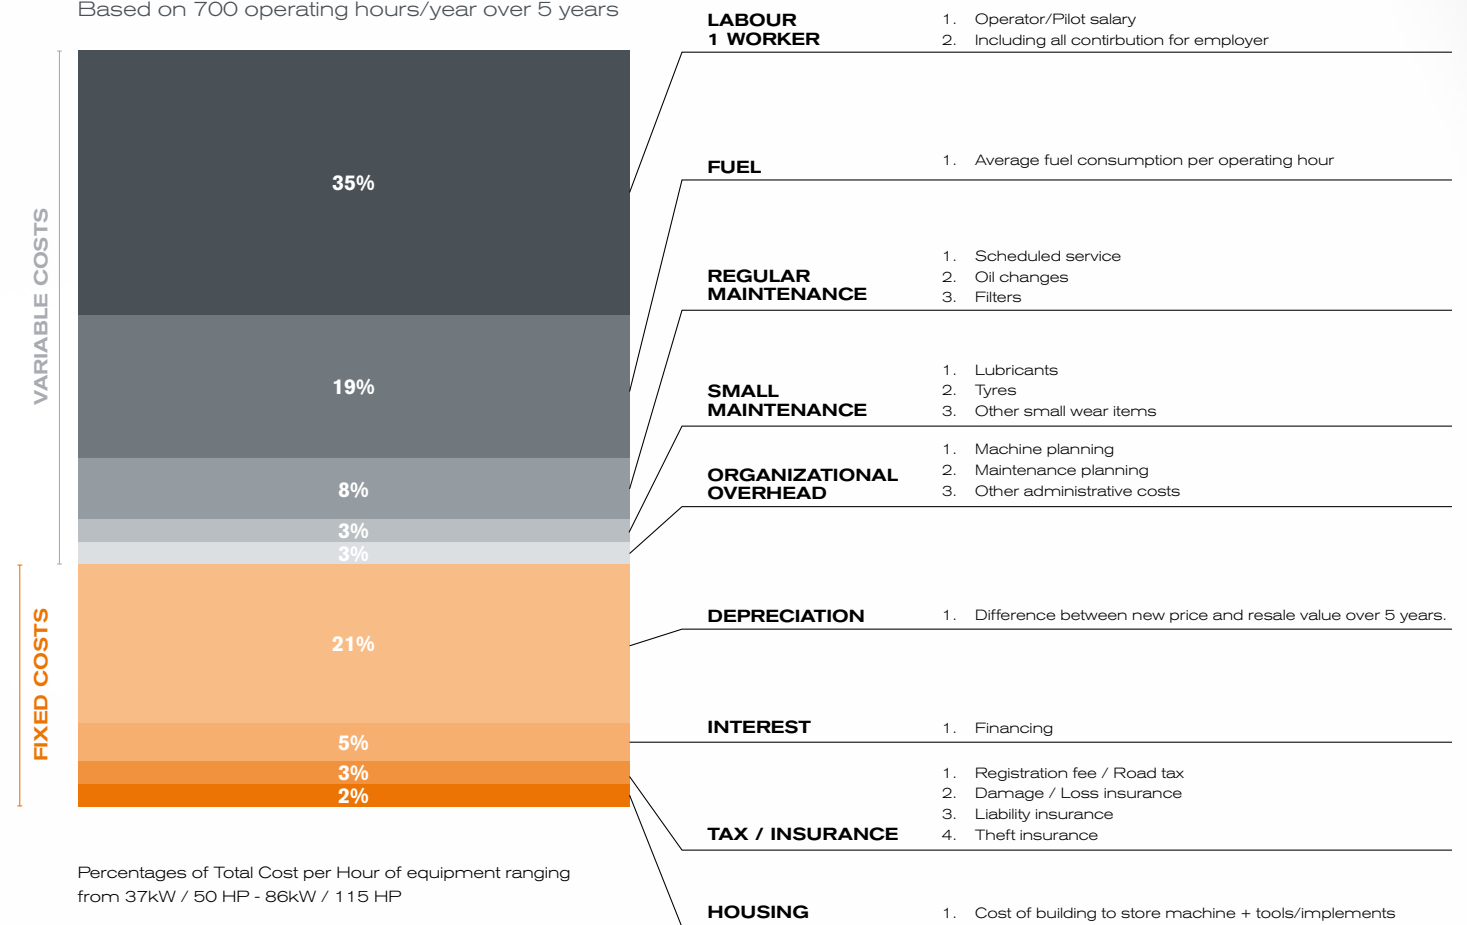 Based on 700 operating hours/year over 5 years
VARIABLE COSTS
35%
19%
8%
3%
3%
FIXED COSTS
21%
5%
3%
2%
LABOUR
1 WORKER
1. Operator/Pilot salary
2. Including all contirbution for employer
FUEL
1. Average fuel consumption per operating hour
REGULAR
MAINTENANCE
1. Scheduled service
2. Oil changes
3. Filters
SMALL
MAINTENANCE
1. Lubricants
2. Tyres
3. Other small wear items
ORGANIZATIONAL
OVERHEAD
1. Machine planning
2. Maintenance planning
3. Other administrative costs
DEPRECIATION
1. Difference between new price and resale value over 5 years.
INTEREST
1. Financing
TAX / INSURANCE
1. Registration fee / Road tax
2. Damage / Loss insurance
3. Liability insurance
4. Theft insurance
HOUSING
1. Cost of building to store machine + tools/implements
Percentages of Total Cost per Hour of equipment ranging
from 37kW / 50 HP - 86kW / 115 HP